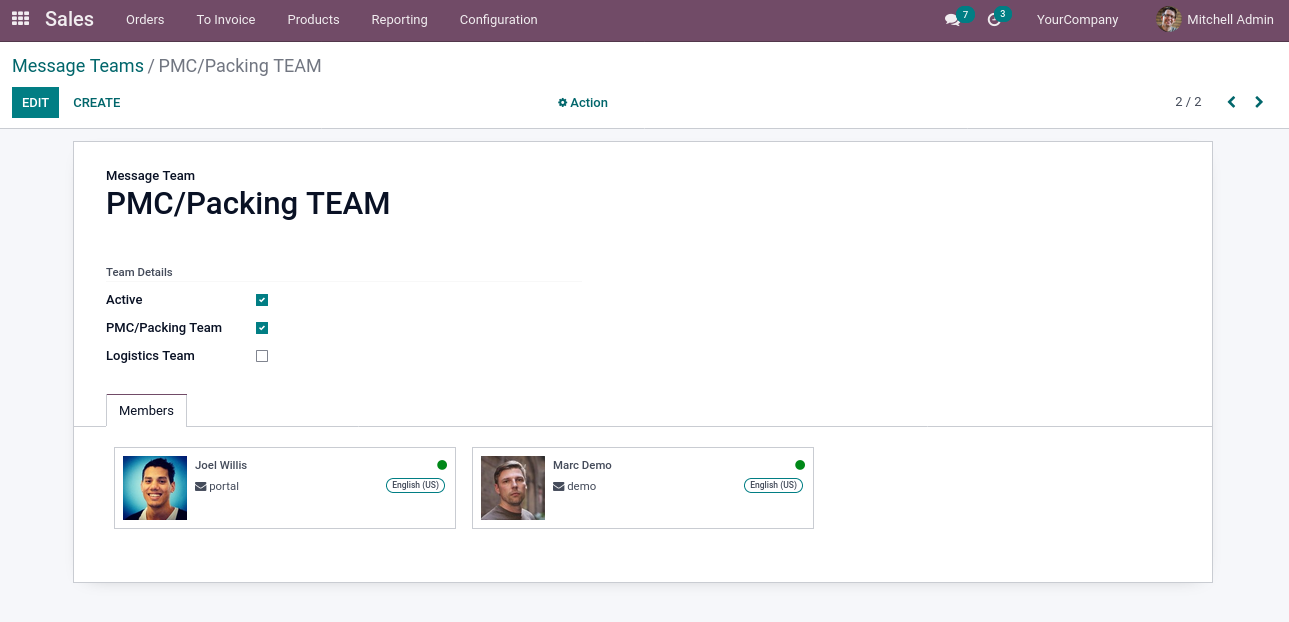 Sales Orders To Invoice Products Reporting Configuration 7 3 YourCompany Mitchell Admin
Message Teams / PMC/Packing TEAM
EDIT CREATE Action 2 / 2
Message Team
PMC/Packing TEAM
Team Details
Active
PMC/Packing Team
Logistics Team
Members
Joel Willis
portal English (US)
Marc Demo
demo English (US)